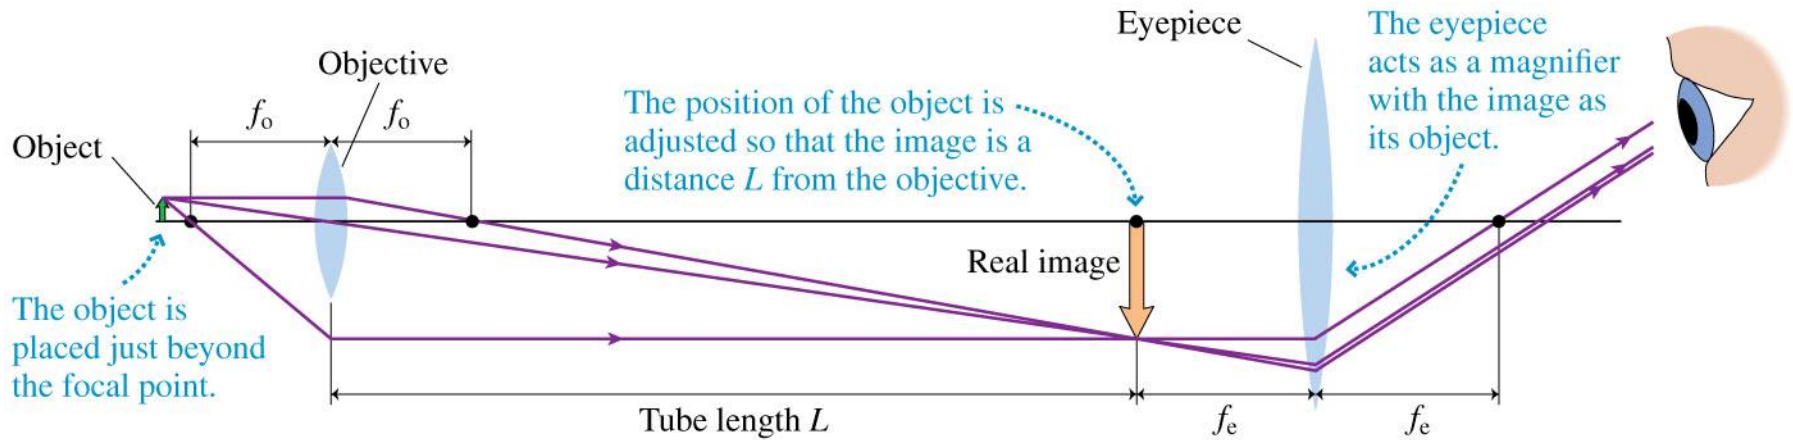 Object
Objective
fo
fo
The position of the object is
adjusted so that the image is a
distance L from the objective.
Eyepiece
The eyepiece
acts as a magnifier
with the image as
its object.
The object is
placed just beyond
the focal point.
Real image
Tube length L
fe
fe